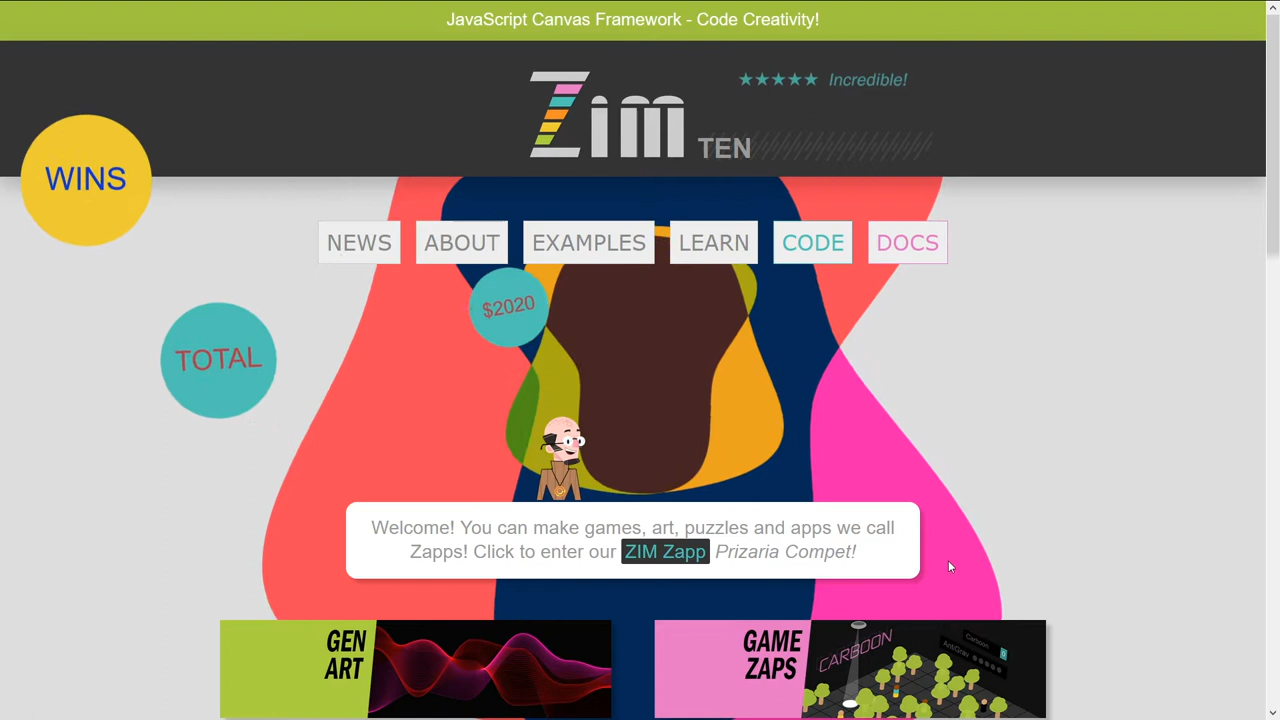 JavaScript Canvas Framework - Code Creativity!
Zim TEN
★★★★★ Incredible!
WINS
NEWS
ABOUT
EXAMPLES
LEARN
CODE
DOCS
$2020
TOTAL
Welcome! You can make games, art, puzzles and apps we call
Zapps! Click to enter our ZIM Zapp Prizaria Compet!
GEN
ART
GAME
ZAPS
CARBOON
Carboon
AntiGrav